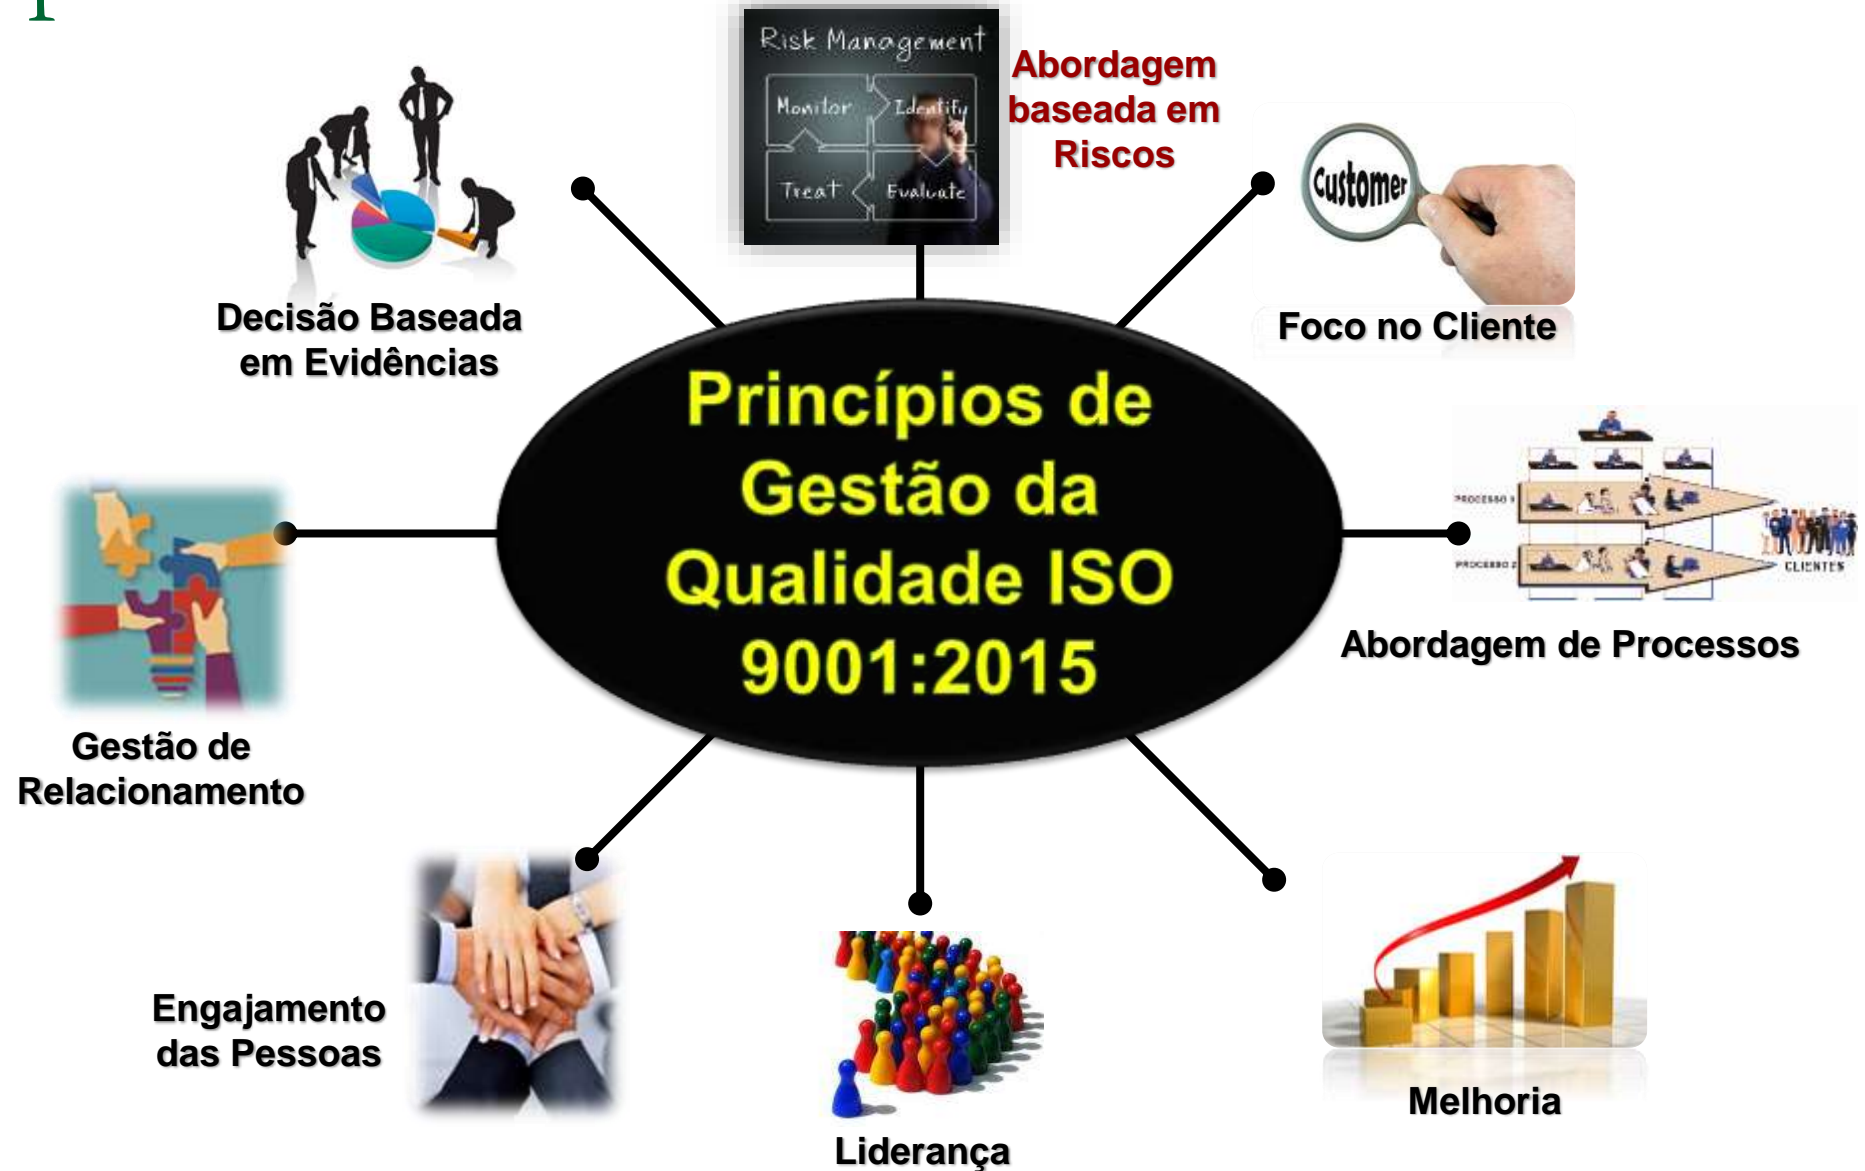 Risk Management
Monitor
Identify
Treat
Evaluate
Abordagem
baseada em
Riscos
Customer
Foco no Cliente
Decisão Baseada
em Evidências
Princípios de
Gestão da
Qualidade ISO
9001:2015
PROCESSO 1
PROCESSO 2
CLIENTES
Abordagem de Processos
Gestão de
Relacionamento
Engajamento
das Pessoas
Melhoria
Liderança